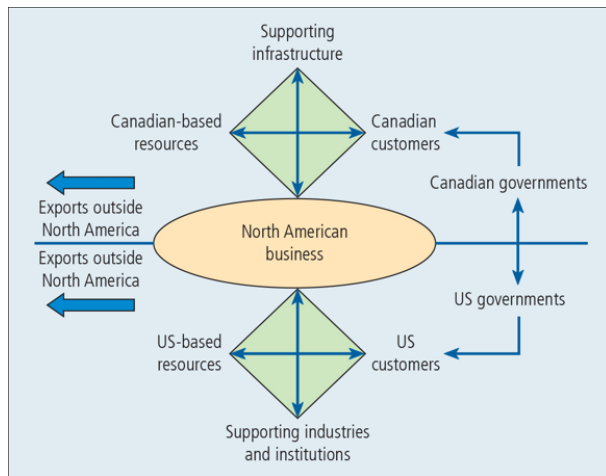 Supporting
infrastructure
Canadian-based
resources
Canadian
customers
Canadian governments
Exports outside
North America
North American
business
Exports outside
North America
US governments
US-based
resources
US
customers
Supporting industries
and institutions